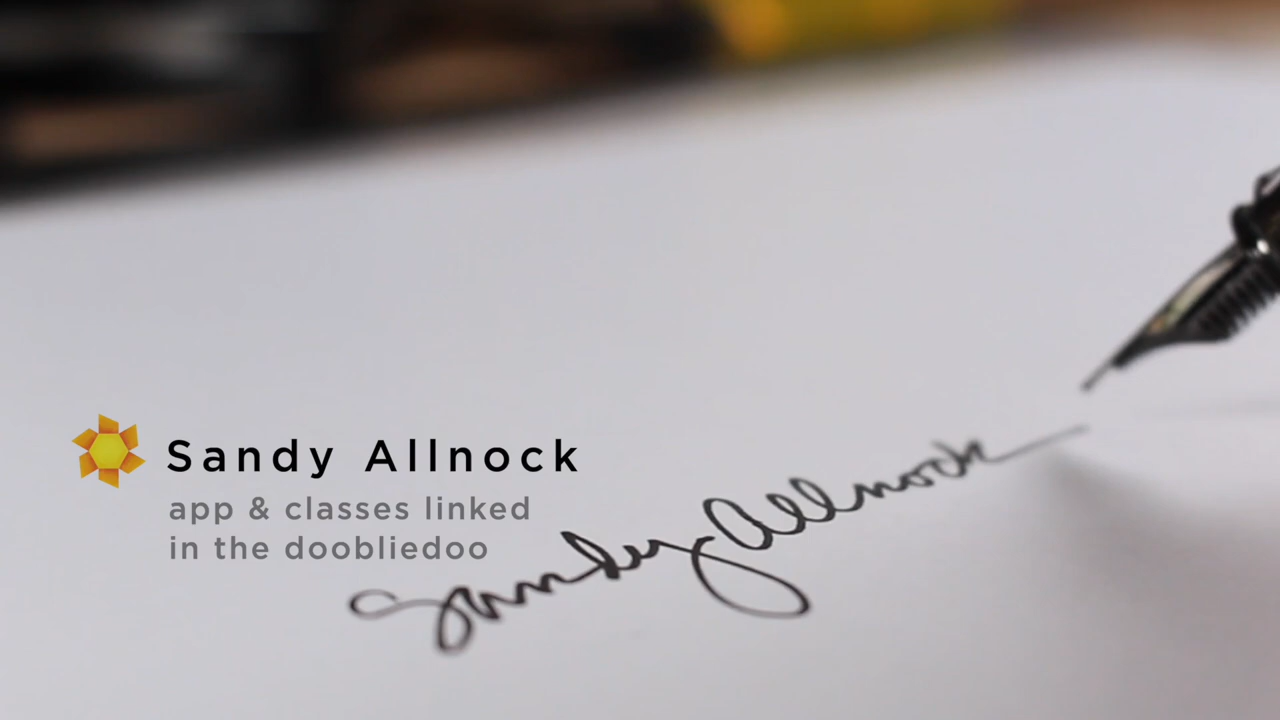 Sandy Allnock
app & classes linked
in the doobliedoo
Sandy Allnock